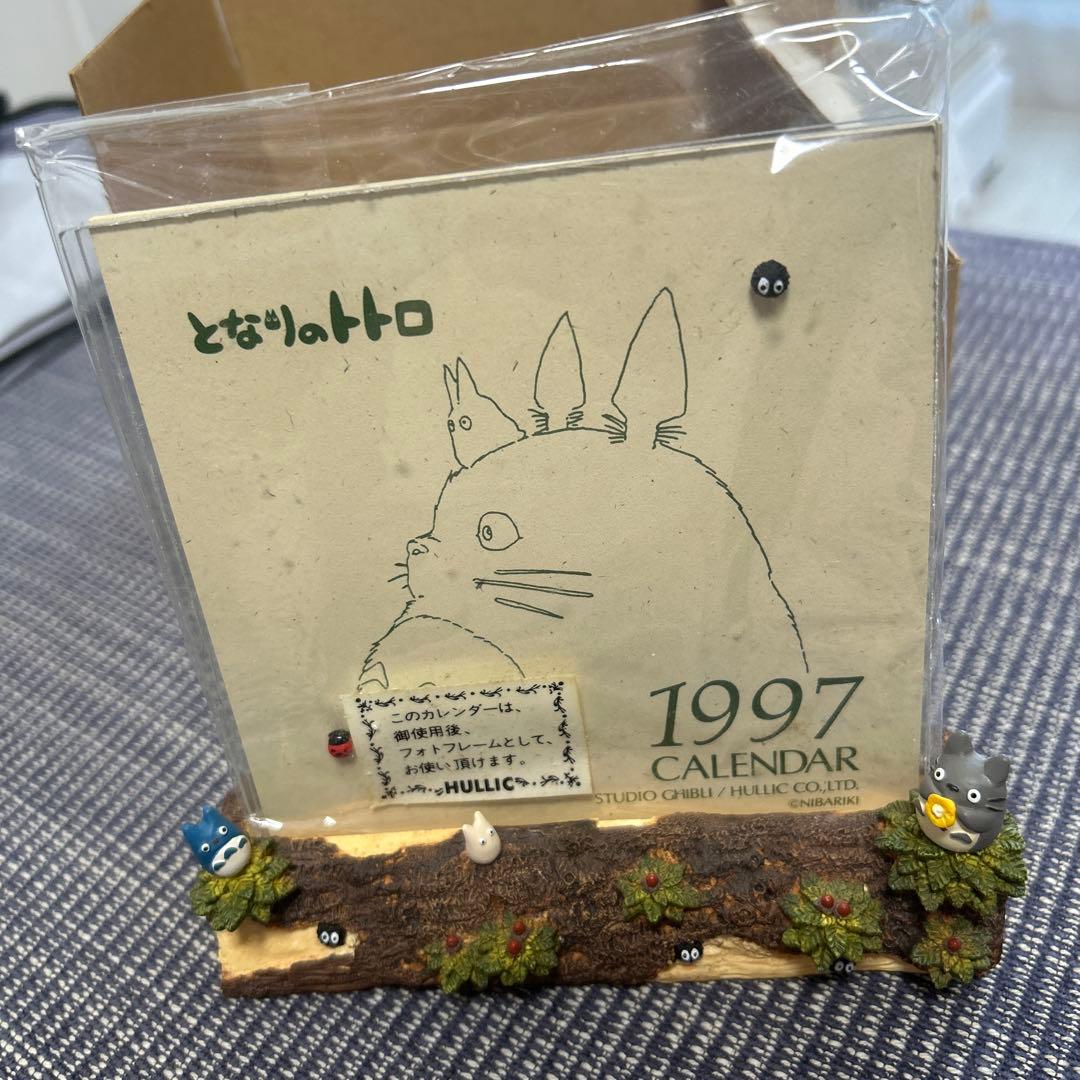 となりのトトロ
このカレンダーは、
御使用後、
フォトフレームとして、
お使い頂けます。
HULLIC
1997
CALENDAR
STUDIO GHIBLI / HULLIC CO.,LTD.
©NIBARIKI